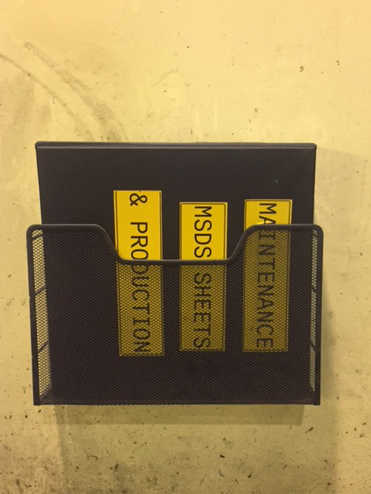 MAINTENANCE
MSDS SHEETS
& PRODUCTION